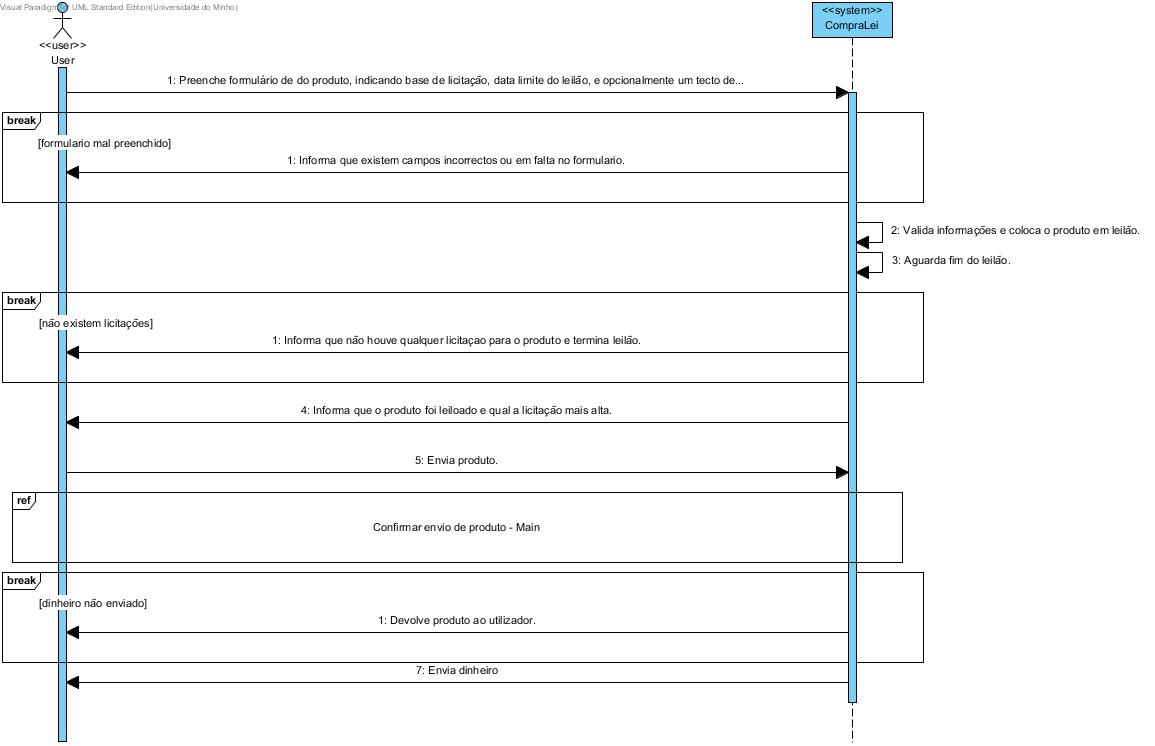 Visual Paradigm for UML Standard Edition(Universidade do Minho)
<<system>>
CompraLei
<<user>>
User
1: Preenche formulário de do produto, indicando base de licitação, data limite do leilão, e opcionalmente um tecto de...
break
[formulario mal preenchido]
1: Informa que existem campos incorrectos ou em falta no formulario.
2: Valida informações e coloca o produto em leilão.
3: Aguarda fim do leilão.
break
[não existem licitações]
1: Informa que não houve qualquer licitaçao para o produto e termina leilão.
4: Informa que o produto foi leiloado e qual a licitação mais alta.
5: Envia produto.
ref
Confirmar envio de produto - Main
break
[dinheiro não enviado]
1: Devolve produto ao utilizador.
7: Envia dinheiro